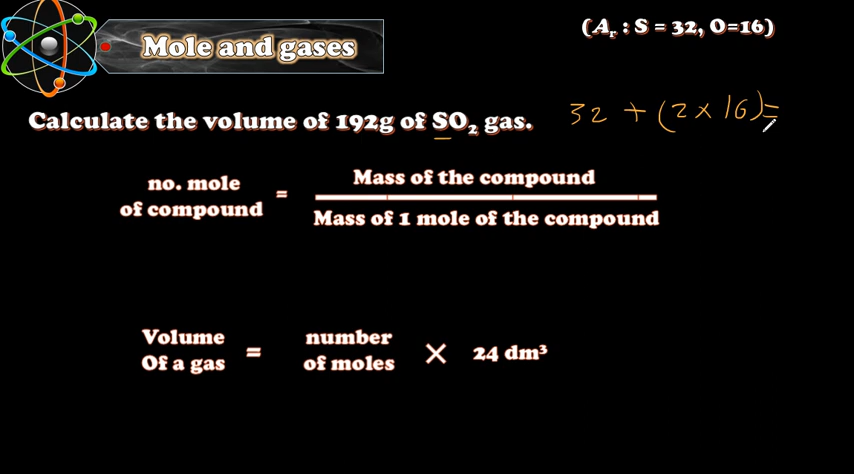 (Aᵣ : S = 32, O=16)
Mole and gases
Calculate the volume of 192g of SO₂ gas.
32 + (2 × 16)=
no. mole
of compound
=
Mass of the compound
Mass of 1 mole of the compound
Volume
Of a gas
=
number
of moles
×
24 dm³